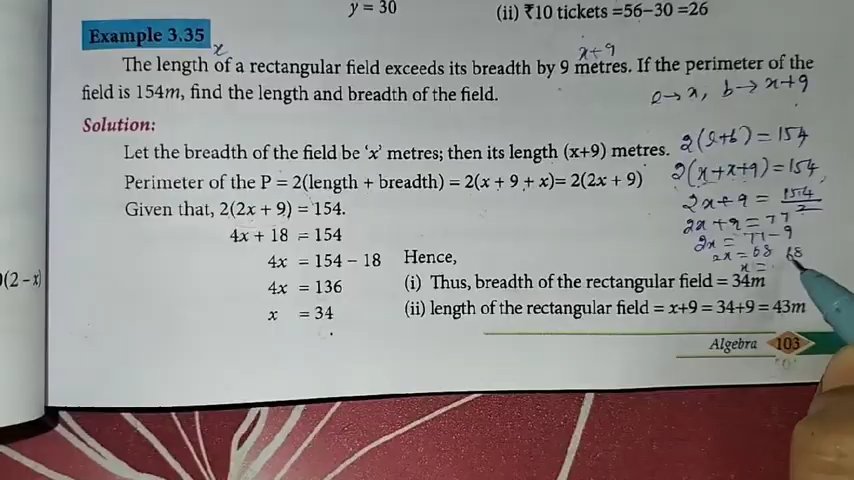 y = 30
(ii) ₹10 tickets =56−30 =26
Example 3.35
x
x+9
The length of a rectangular field exceeds its breadth by 9 metres. If the perimeter of the
field is 154m, find the length and breadth of the field.
l→x, b→x+9
Solution:
Let the breadth of the field be ‘x’ metres; then its length (x+9) metres.
2(l+b)=154
Perimeter of the P = 2(length + breadth) = 2(x + 9 + x)= 2(2x + 9)
2(x+x+9)=154
Given that, 2(2x + 9) = 154.
2x+9 = 154/2
4x + 18 = 154
2x+9=77
2x = 77-9
4x = 154 − 18
Hence,
2x = 68
68
x =
0(2−x)
4x = 136
(i) Thus, breadth of the rectangular field = 34m
x = 34
(ii) length of the rectangular field = x+9 = 34+9 = 43m
Algebra 103